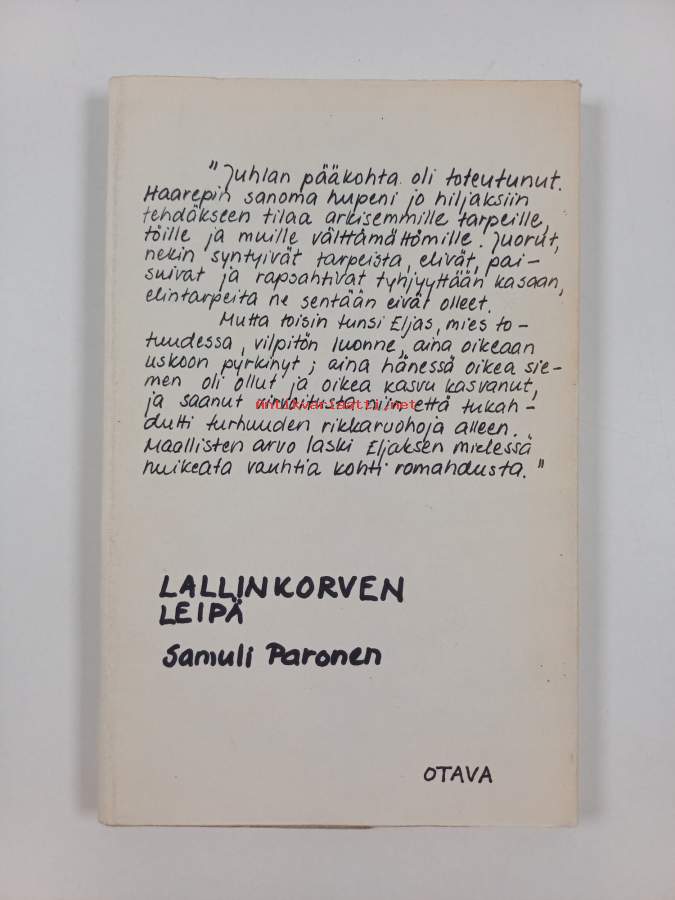 "Juhlan pääkohta oli toteutunut.
Haarepin sanoma hupeni jo hiljaksiin
tehdäkseen tilaa arkisemmille tarpeille,
töille ja muille välttämättömille. Juorut,
nekin syntyivät tarpeista, elivät, pai-
suivat ja rapsahtivat tyhjyyttään kasaan,
elintarpeita ne sentään eivät olleet.
Mutta toisin tunsi Eljas, mies to-
tuudessa, vilpitön luonne, aina oikeaan
uskoon pyrkinyt; aina hänessä oikea sie-
men oli ollut ja oikea kasvu kasvanut,
ja saanut niin että tukah-
antikvariaatti.net
dutti turhuuden rikkaruohoja alleen.
Maallisten arvo laski Eljaksen mielessä
huikeata vauhtia kohti romahdusta."
LALLINKORVEN
LEIPÄ
Samuli Paronen
OTAVA